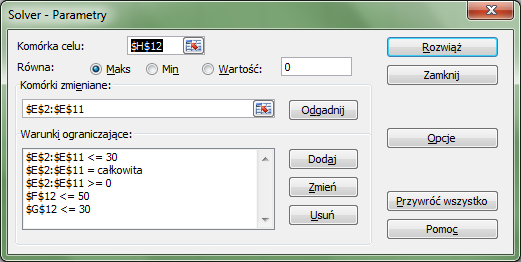 Solver - Parametry
Komórka celu: $H$12
Rozwiąż
Równa: Maks Min Wartość: 0
Zamknij
Komórki zmieniane:
$E$2:$E$11
Odgadnij
Warunki ograniczające:
Opcje
$E$2:$E$11 <= 30
Dodaj
$E$2:$E$11 = całkowita
$E$2:$E$11 >= 0
Zmień
$F$12 <= 50
Przywróć wszystko
$G$12 <= 30
Usuń
Pomoc